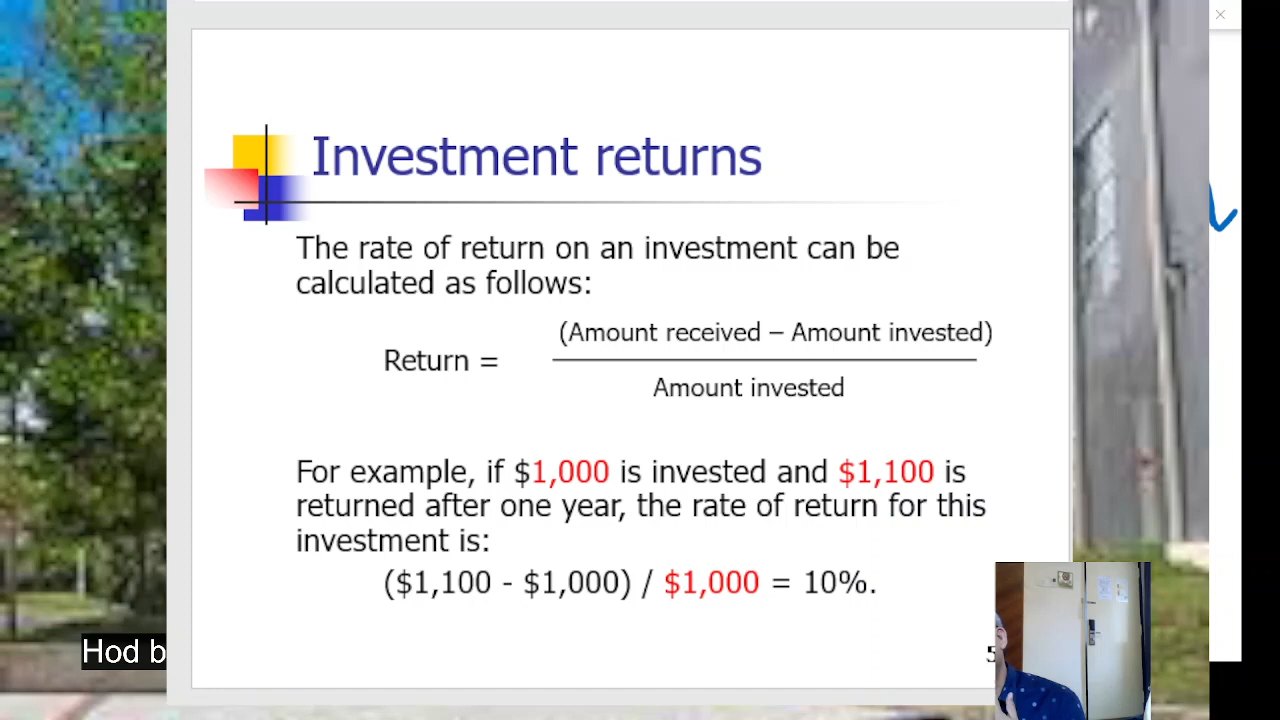 Investment returns
The rate of return on an investment can be
calculated as follows:
(Amount received – Amount invested)
Return =
Amount invested
For example, if $1,000 is invested and $1,100 is
returned after one year, the rate of return for this
investment is:
($1,100 - $1,000) / $1,000 = 10%.
Hod b
5